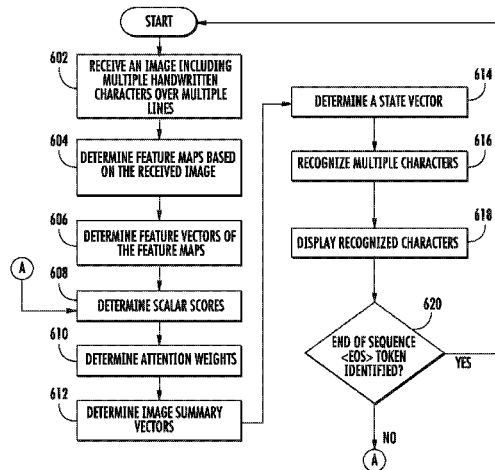 START
602
RECEIVE AN IMAGE INCLUDING
MULTIPLE HANDWRITTEN
CHARACTERS OVER MULTIPLE
LINES
604
DETERMINE FEATURE MAPS BASED
ON THE RECEIVED IMAGE
606
DETERMINE FEATURE VECTORS OF
THE FEATURE MAPS
A
608
DETERMINE SCALAR SCORES
610
DETERMINE ATTENTION WEIGHTS
612
DETERMINE IMAGE SUMMARY
VECTORS
614
DETERMINE A STATE VECTOR
616
RECOGNIZE MULTIPLE CHARACTERS
618
DISPLAY RECOGNIZED CHARACTERS
620
END OF SEQUENCE
<EOS> TOKEN
IDENTIFIED?
YES
NO
A